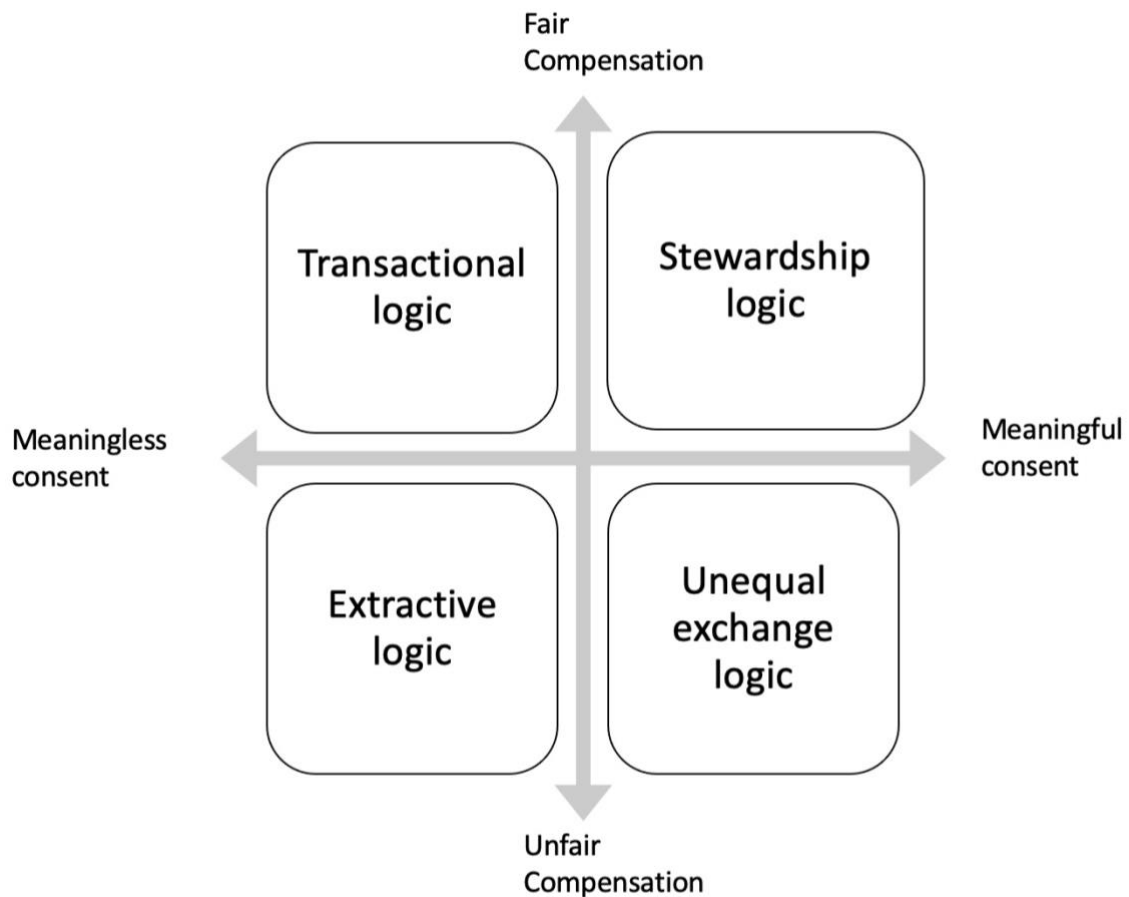 Fair
Compensation
Transactional
logic
Stewardship
logic
Meaningless
consent
Meaningful
consent
Extractive
logic
Unequal
exchange
logic
Unfair
Compensation